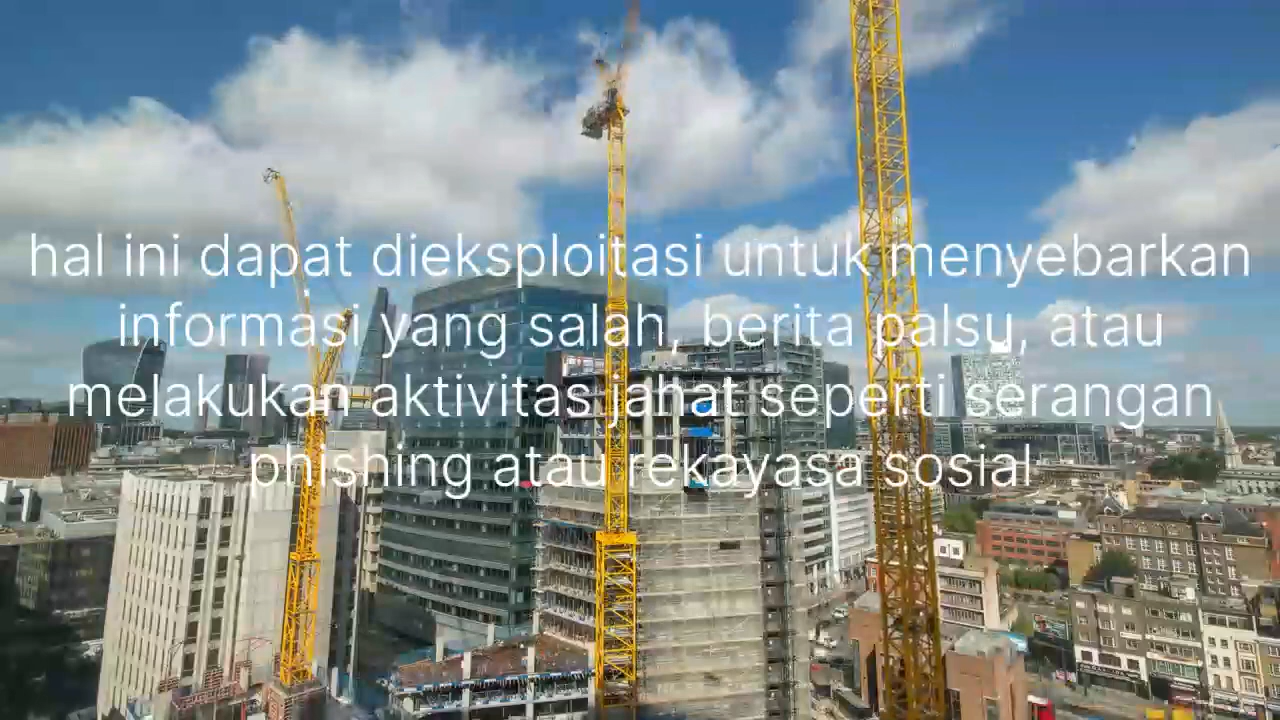 hal ini dapat dieksploitasi untuk menyebarkan
informasi yang salah, berita palsu, atau
melakukan aktivitas jahat seperti serangan
phishing atau rekayasa sosial